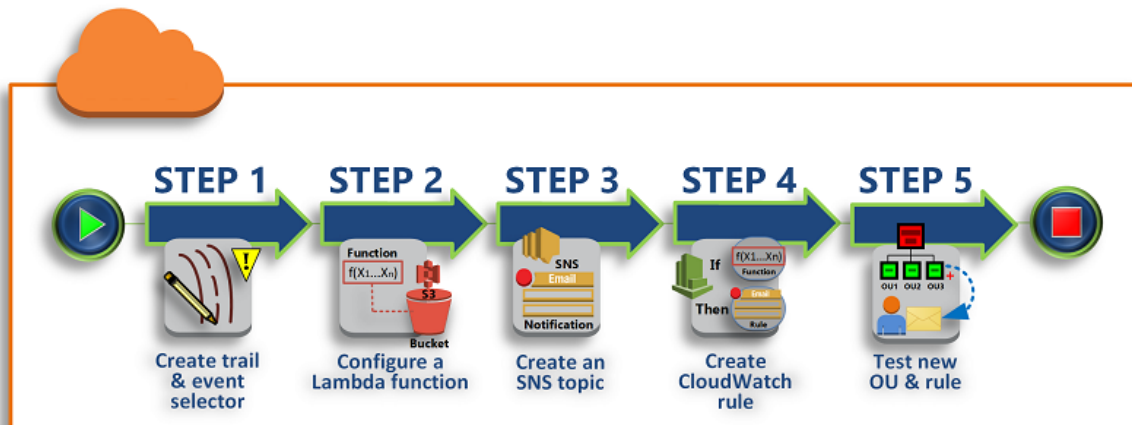 STEP 1
STEP 2
STEP 3
STEP 4
STEP 5
Function
f(X1...Xn)
S3
Bucket
SNS
Email
Notification
If
f(X1...Xn)
Function
Then
Email
Rule
OU1 OU2 OU3
+
Create trail
& event
selector
Configure a
Lambda function
Create an
SNS topic
Create
CloudWatch
rule
Test new
OU & rule